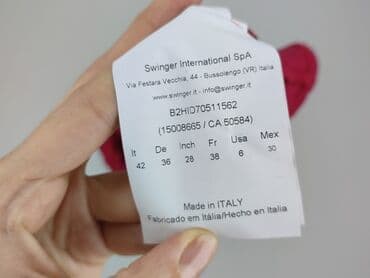 Swinger International SpA
Via Festara Vecchia, 44 - Bussolengo (VR) Italia
www.swinger.it - info@swinger.it
B2HID70511562
(15008665 / CA 50584)
It De Inch Fr Usa Mex
42 36 28 38 6 30
Made in ITALY
Fabricado em Itália/Hecho en Italia